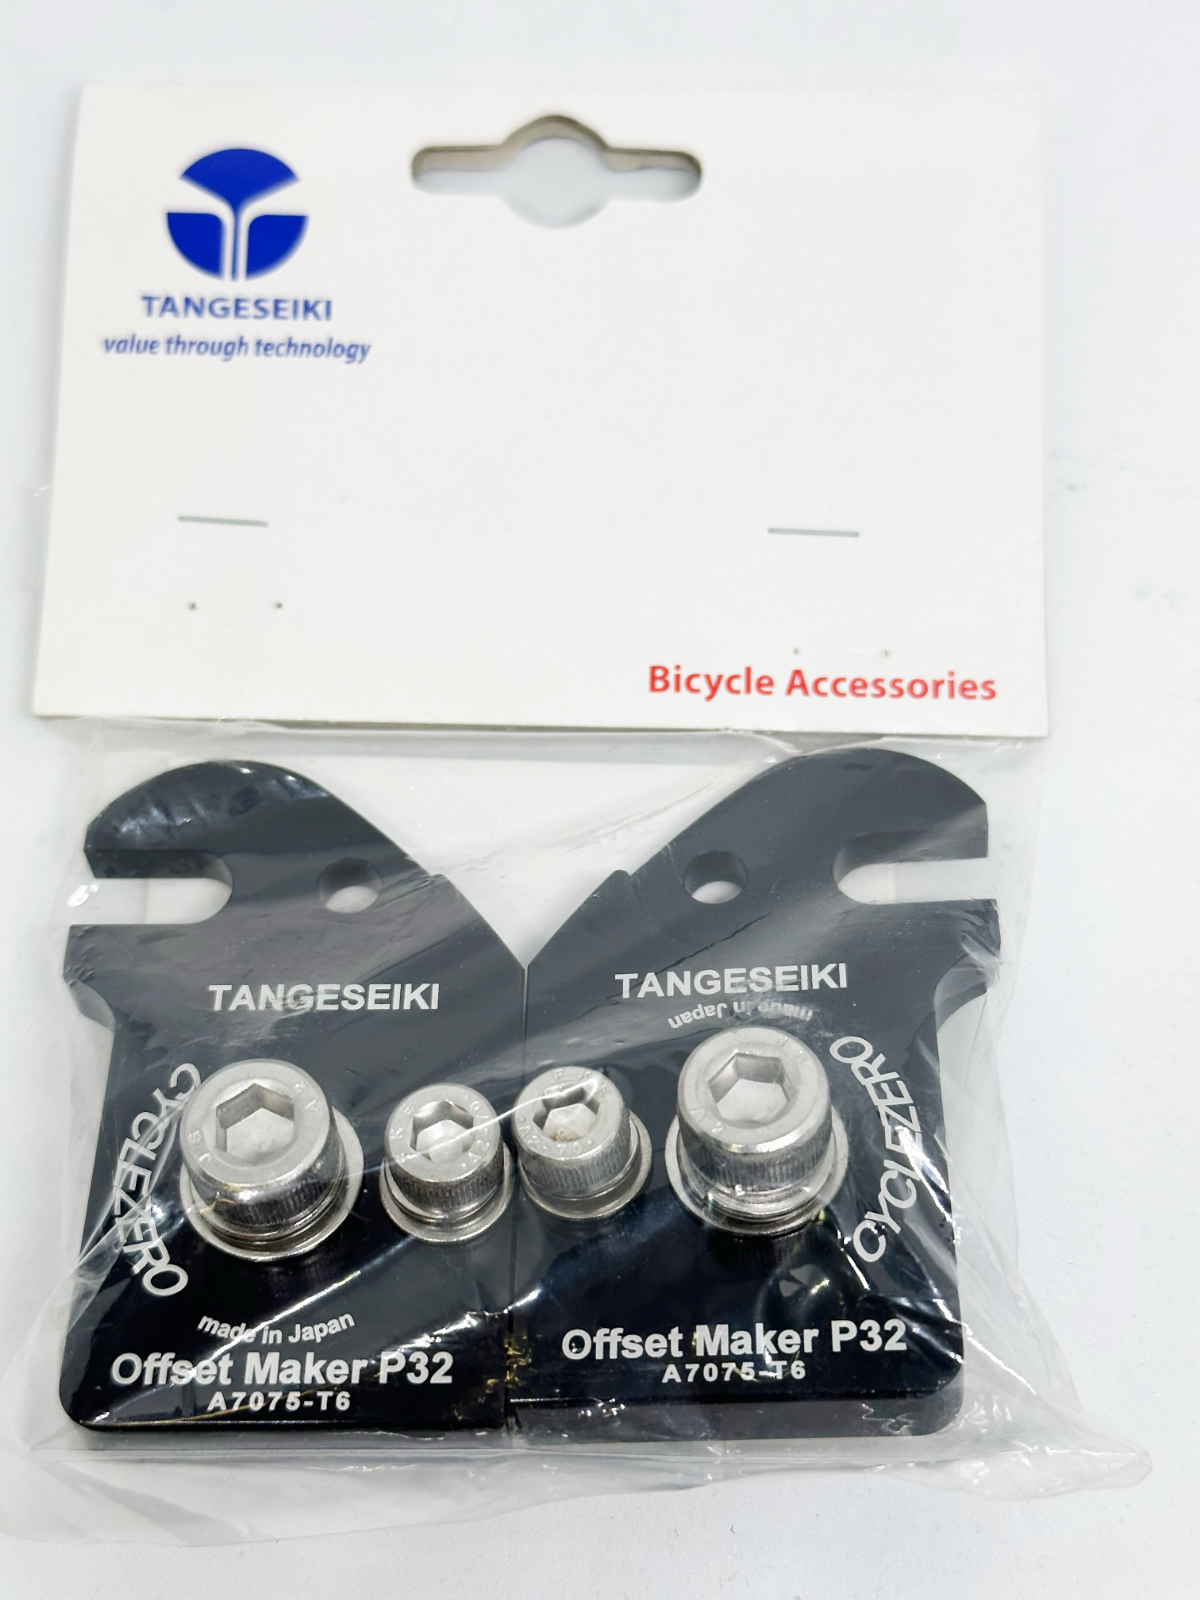 TANGESEIKI
value through technology
Bicycle Accessories
TANGESEIKI
CYCLEZERO
made in Japan
Offset Maker P32
A7075-T6
TANGESEIKI
made in Japan
CYCLEZERO
Offset Maker P32
A7075-T6